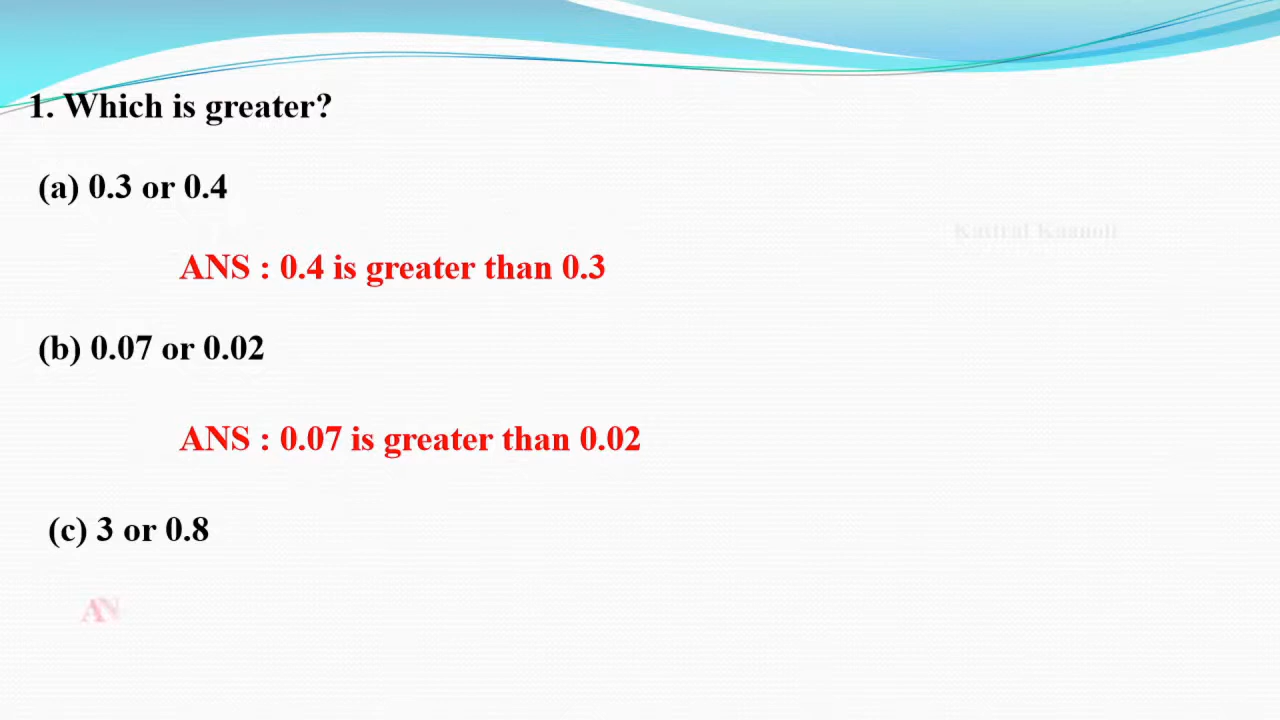 1. Which is greater?
(a) 0.3 or 0.4
ANS : 0.4 is greater than 0.3
(b) 0.07 or 0.02
ANS : 0.07 is greater than 0.02
(c) 3 or 0.8
AN